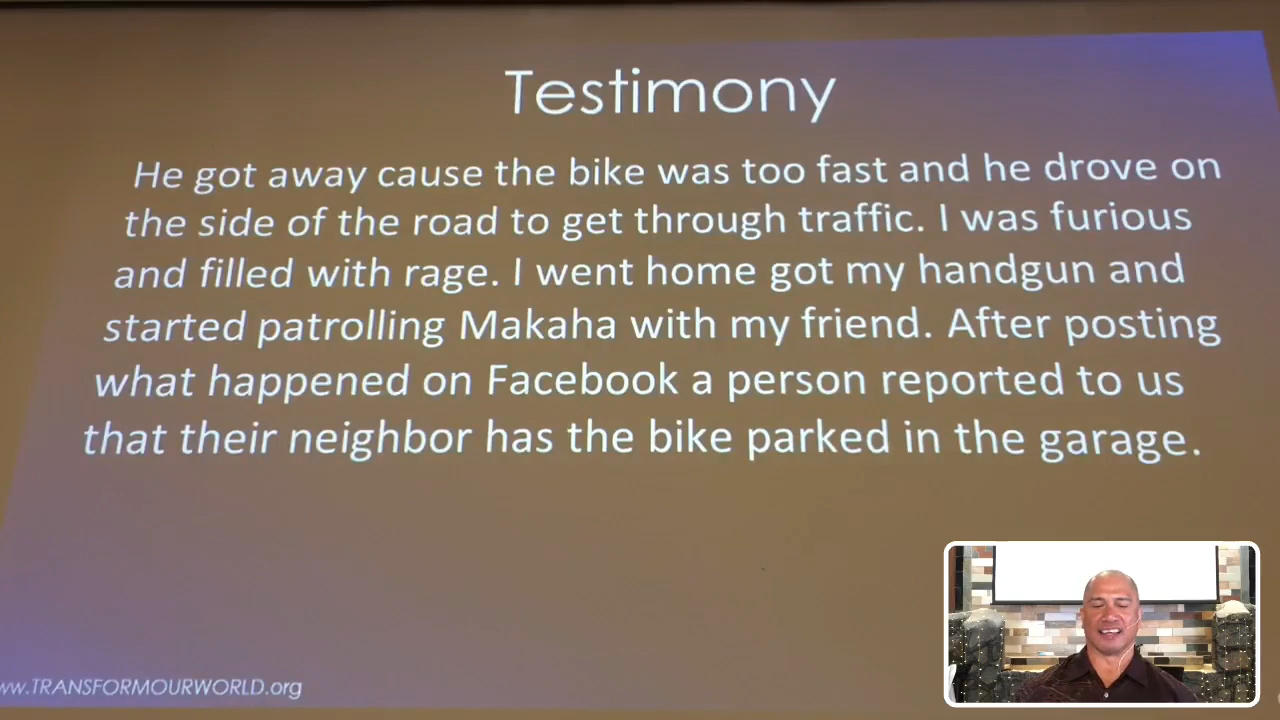 Testimony
He got away cause the bike was too fast and he drove on
the side of the road to get through traffic. I was furious
and filled with rage. I went home got my handgun and
started patrolling Makaha with my friend. After posting
what happened on Facebook a person reported to us
that their neighbor has the bike parked in the garage.
ww.TRANSFORMOURWORLD.org